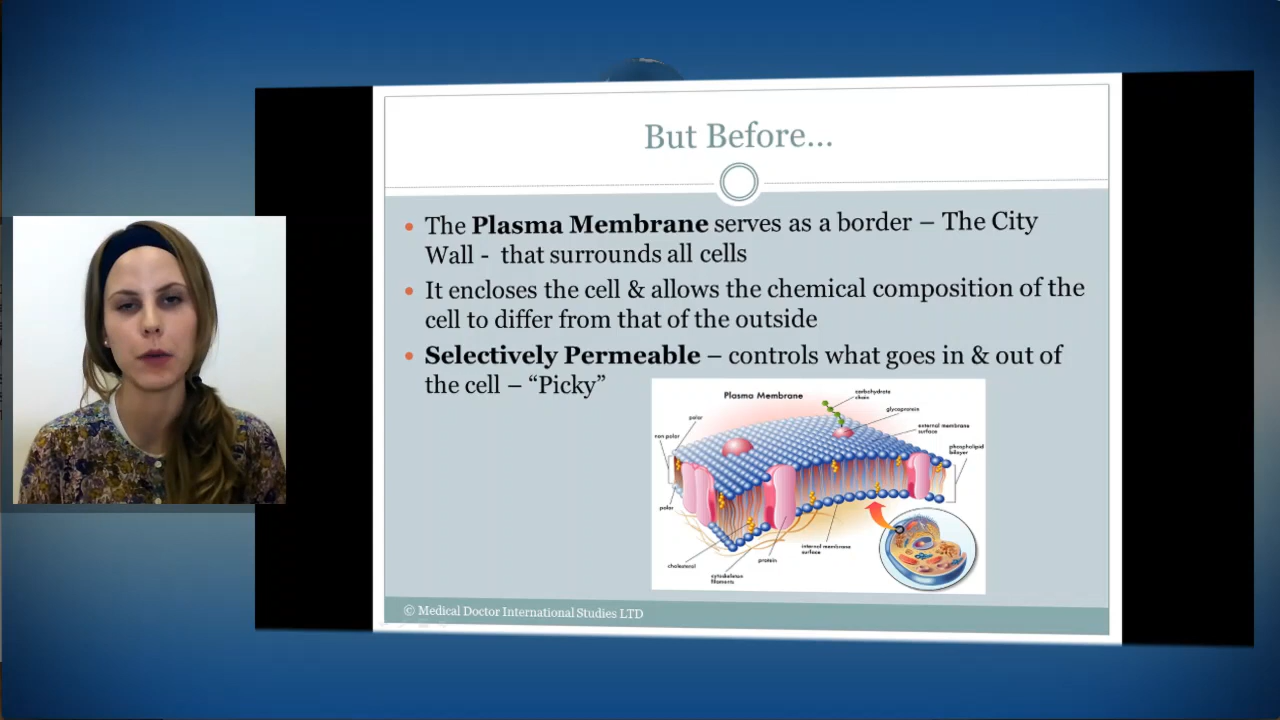 But Before...
• The Plasma Membrane serves as a border – The City
Wall - that surrounds all cells
• It encloses the cell & allows the chemical composition of the
cell to differ from that of the outside
• Selectively Permeable – controls what goes in & out of
the cell – “Picky”
Plasma Membrane
carbohydrate
chain
glycoprotein
polar
external membrane
surface
non polar
phospholipid
bilayer
polar
internal membrane
surface
protein
cholesterol
cytoskeleton
filaments
© Medical Doctor International Studies LTD